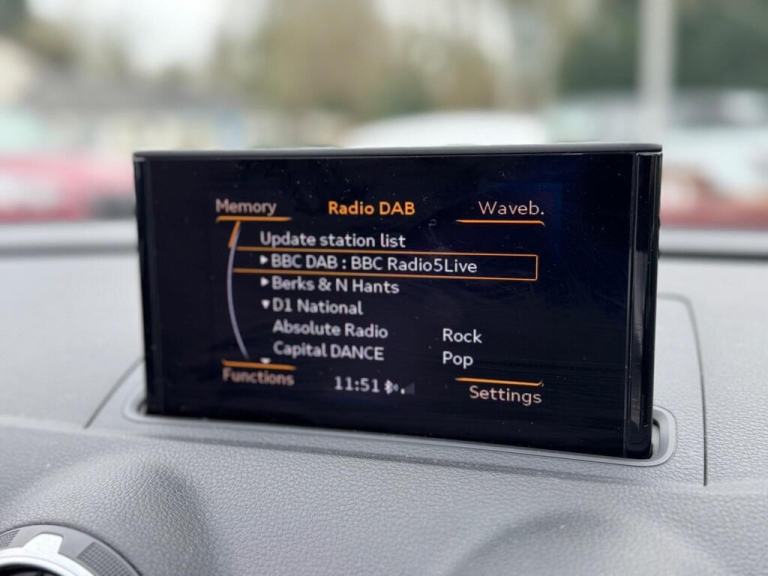 Memory Radio DAB Waveb.
Update station list
▶BBC DAB : BBC Radio5Live
▶Berks & N Hants
▼D1 National
Absolute Radio Rock
Capital DANCE Pop
Functions 11:51 Settings